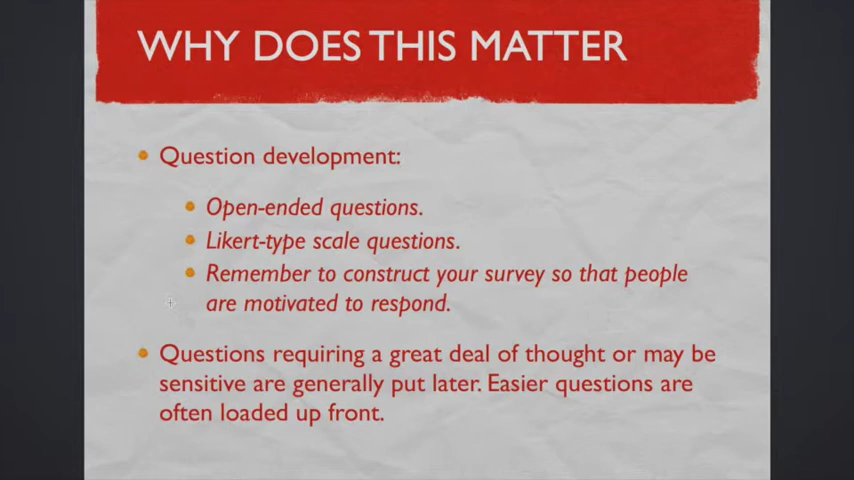 WHY DOES THIS MATTER
Question development:
Open-ended questions.
Likert-type scale questions.
Remember to construct your survey so that people
are motivated to respond.
Questions requiring a great deal of thought or may be
sensitive are generally put later. Easier questions are
often loaded up front.